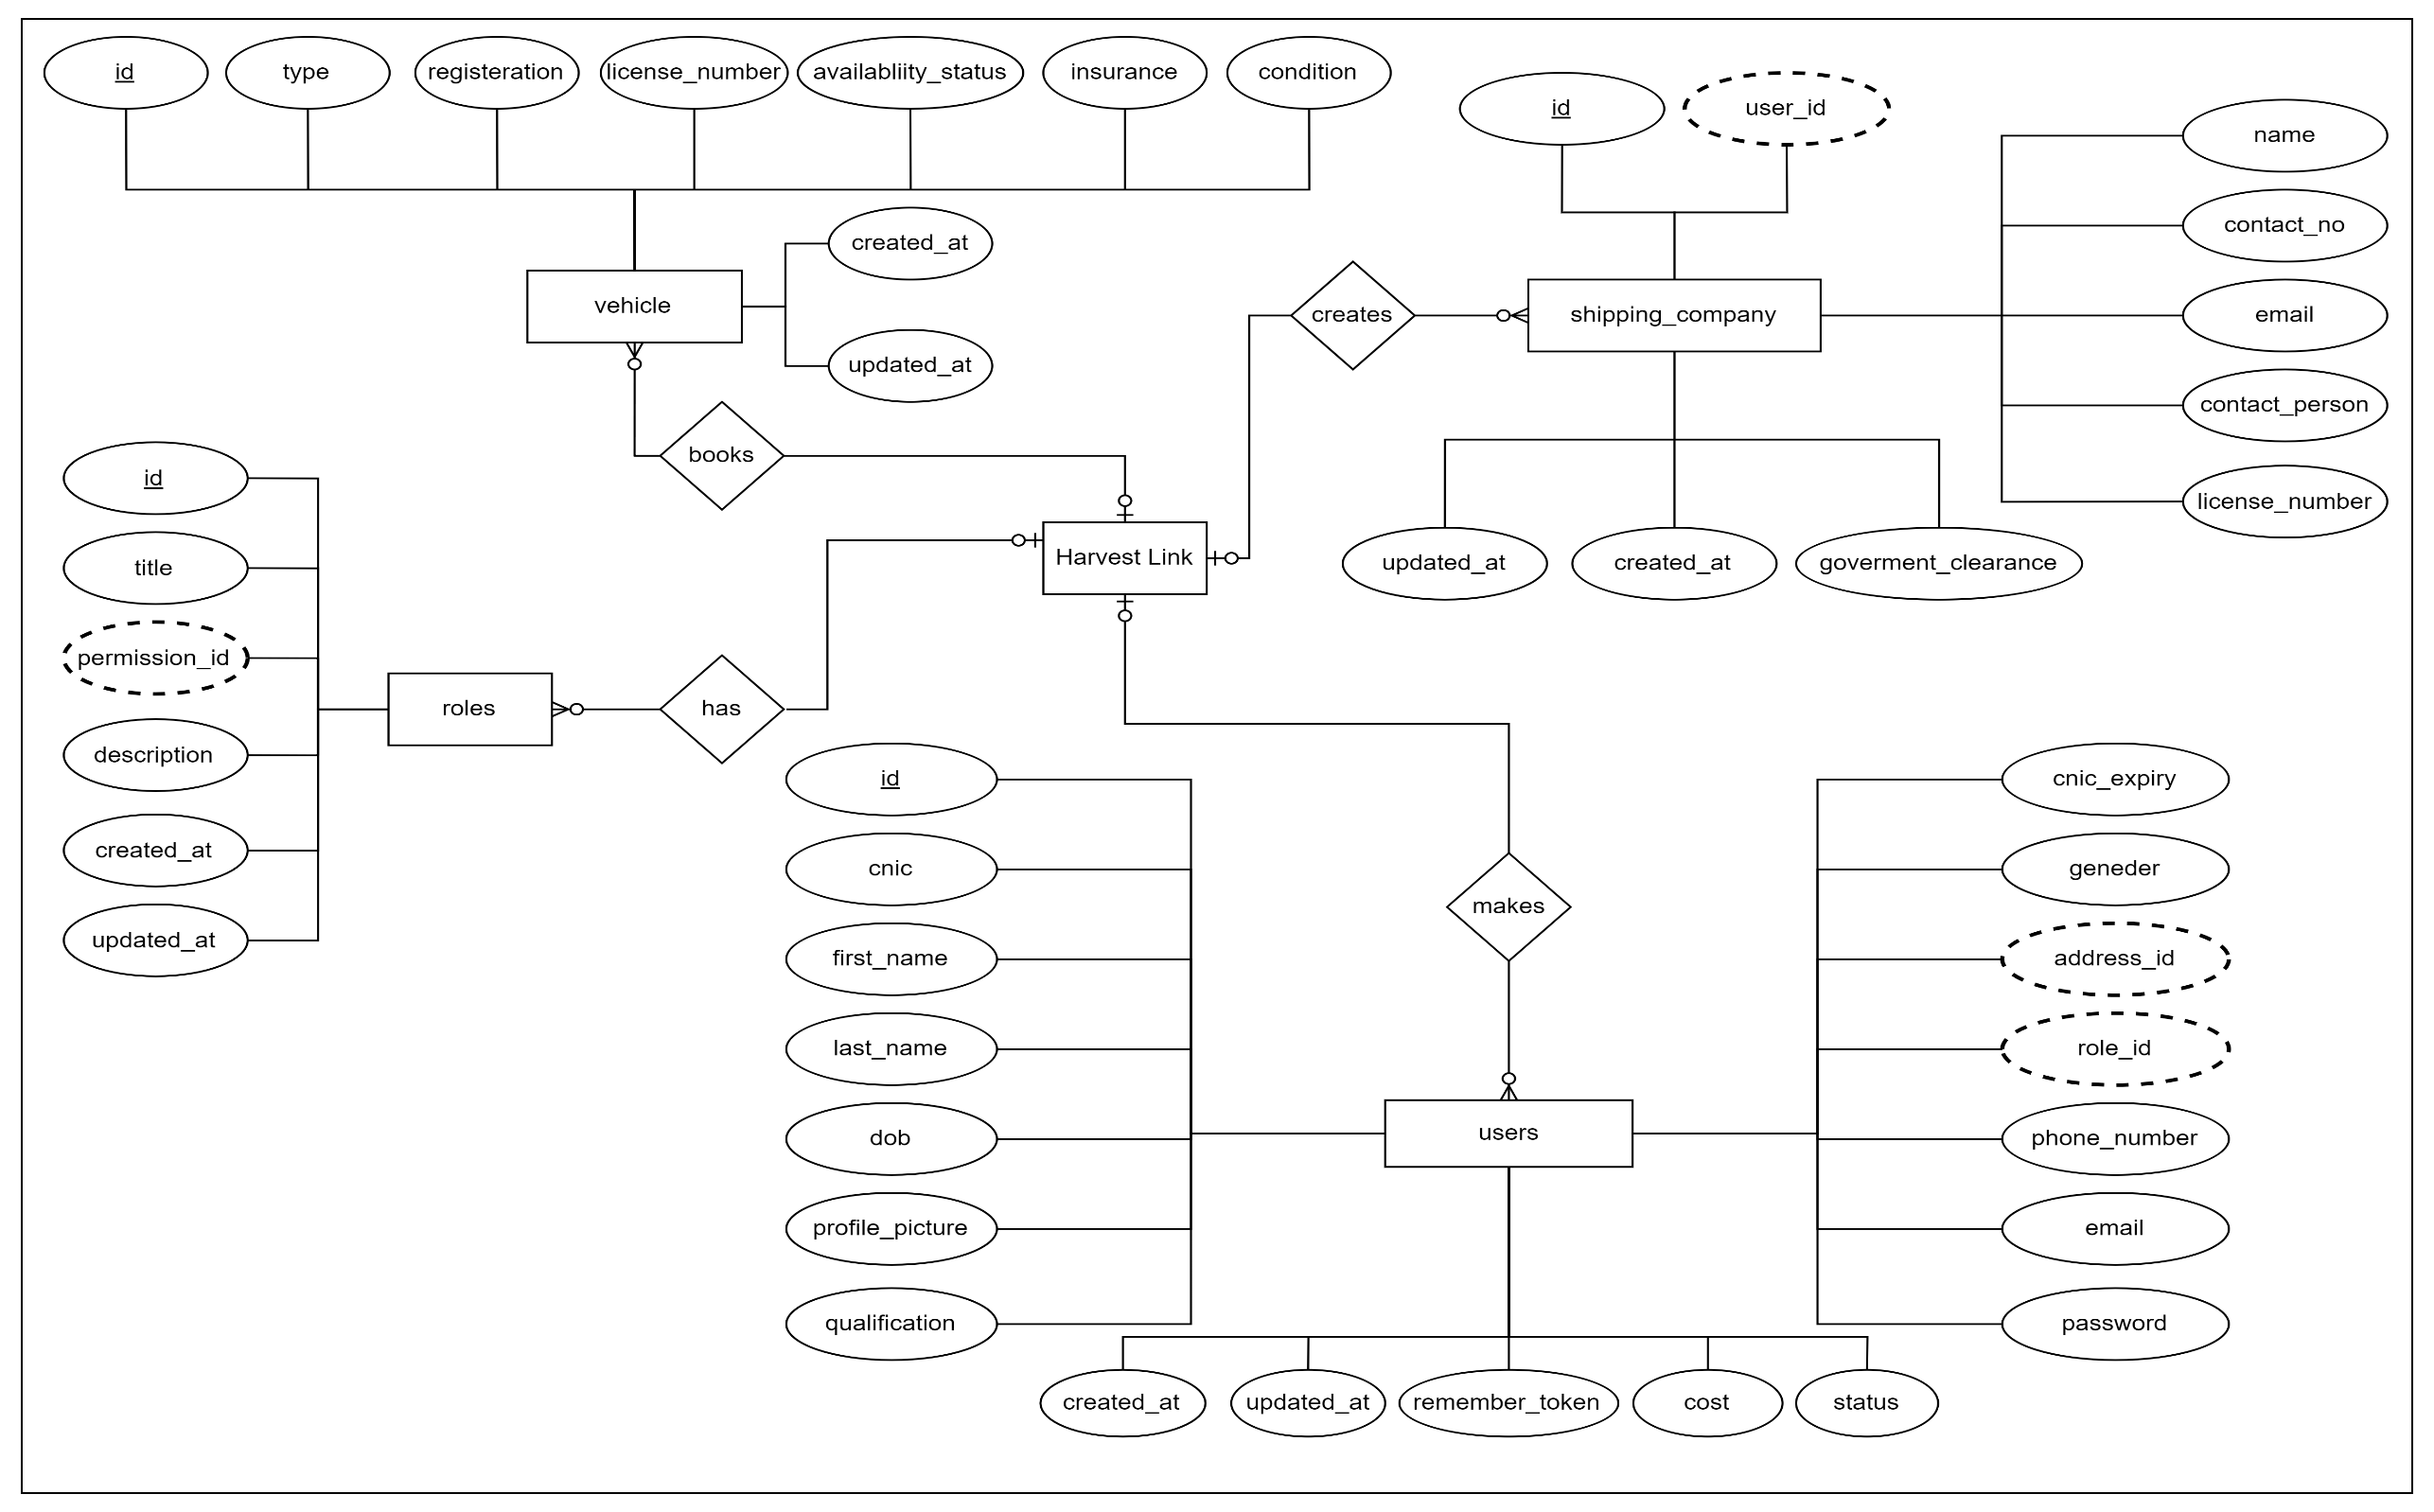 id
type
registeration
license_number
availabliity_status
insurance
condition
id
user_id
name
contact_no
email
contact_person
license_number
created_at
vehicle
updated_at
creates
shipping_company
books
updated_at
created_at
goverment_clearance
Harvest Link
id
title
permission_id
description
created_at
updated_at
roles
has
id
cnic
first_name
last_name
dob
profile_picture
qualification
makes
users
cnic_expiry
geneder
address_id
role_id
phone_number
email
password
created_at
updated_at
remember_token
cost
status